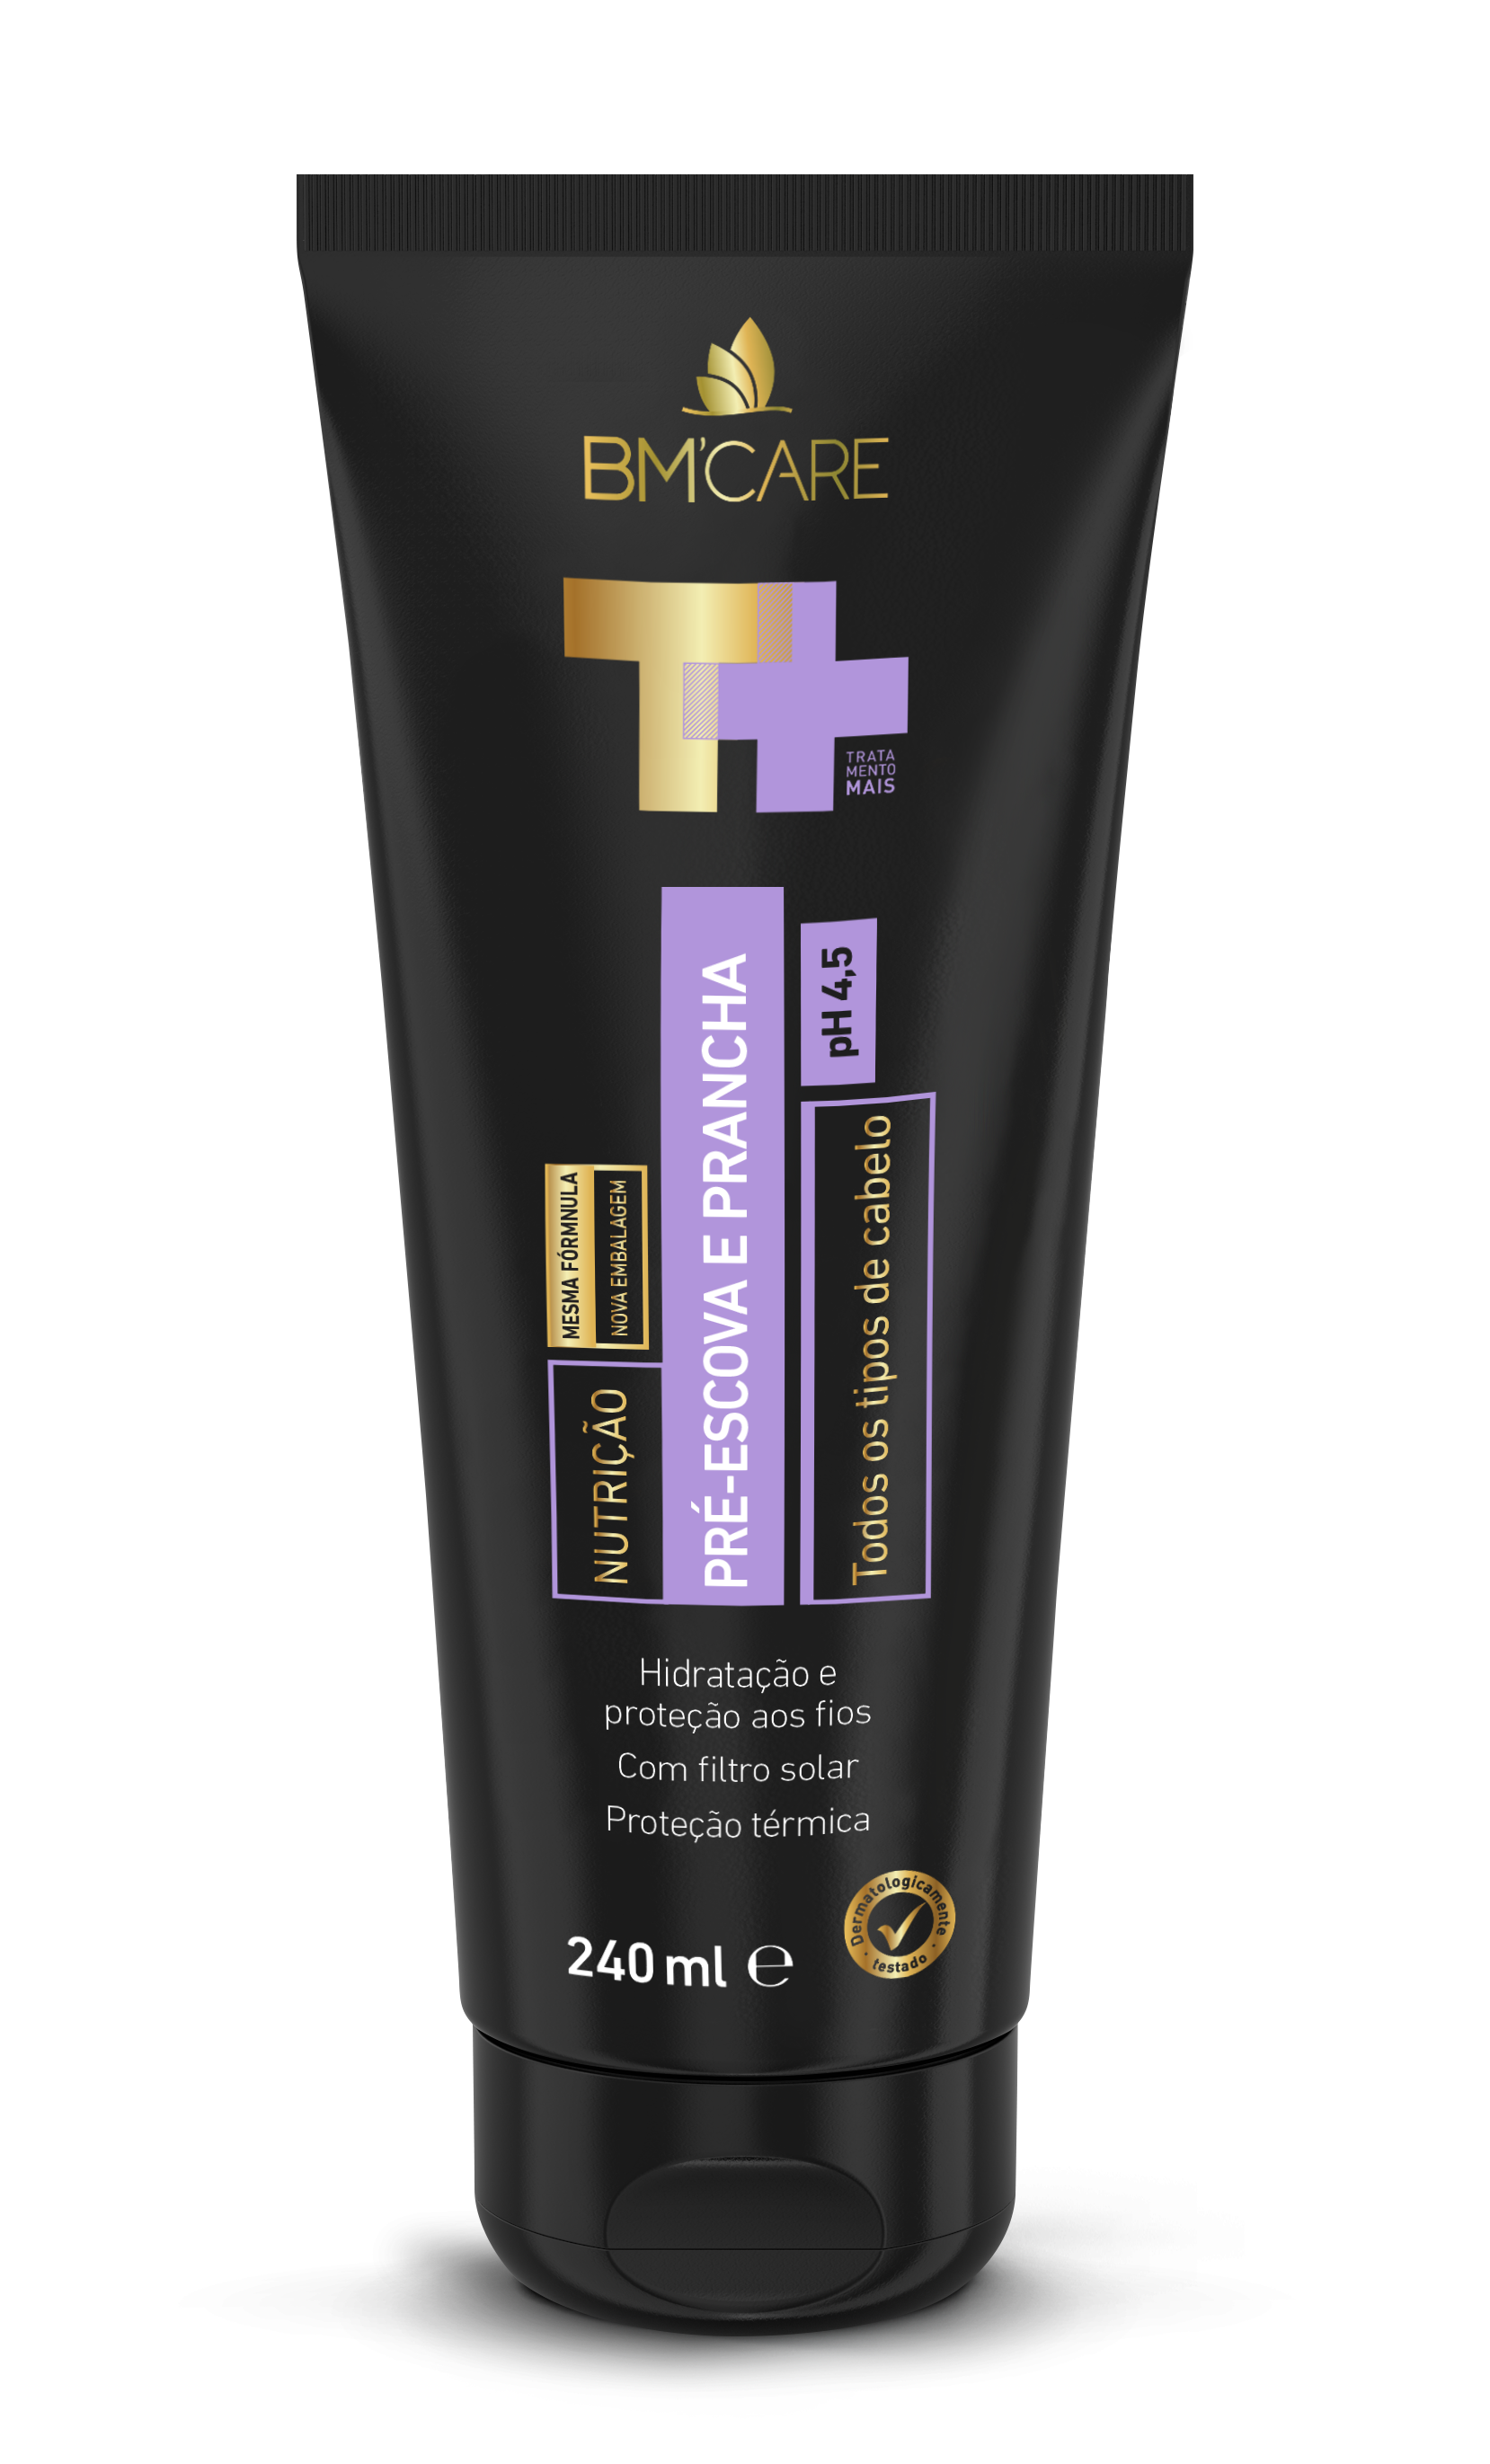 BM'CARE
T+
TRATA
MENTO
MAIS
MESMA FÓRMNULA
NOVA EMBALAGEM
NUTRIÇÃO
PRÉ-ESCOVA E PRANCHA
pH 4,5
Todos os tipos de cabelo
Hidratação e
proteção aos fios
Com filtro solar
Proteção térmica
240 ml ℮
Dermatologicamente
testado